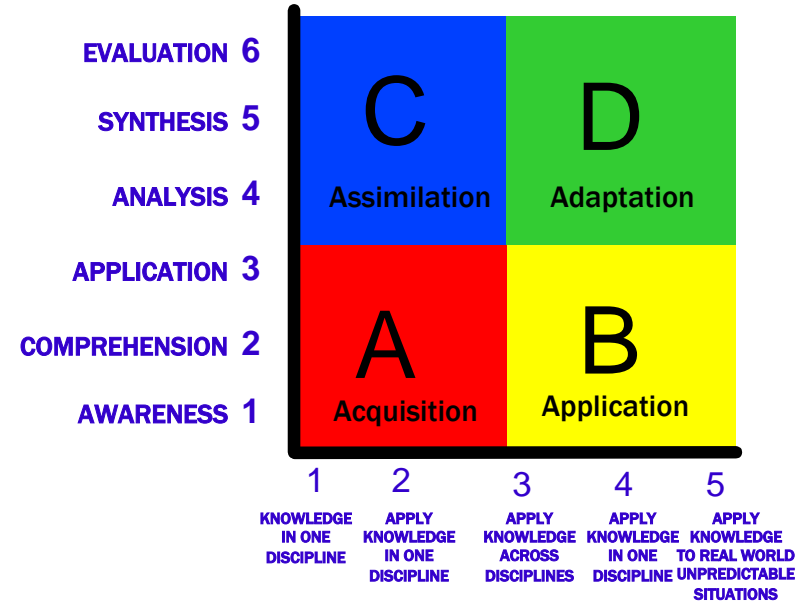 EVALUATION 6
SYNTHESIS 5
ANALYSIS 4
APPLICATION 3
COMPREHENSION 2
AWARENESS 1
C
Assimilation
D
Adaptation
A
Acquisition
B
Application
1
KNOWLEDGE
IN ONE
DISCIPLINE
2
APPLY
KNOWLEDGE
IN ONE
DISCIPLINE
3
APPLY
KNOWLEDGE
ACROSS
DISCIPLINES
4
APPLY
KNOWLEDGE
IN ONE
DISCIPLINE
5
APPLY
KNOWLEDGE
TO REAL WORLD
UNPREDICTABLE
SITUATIONS